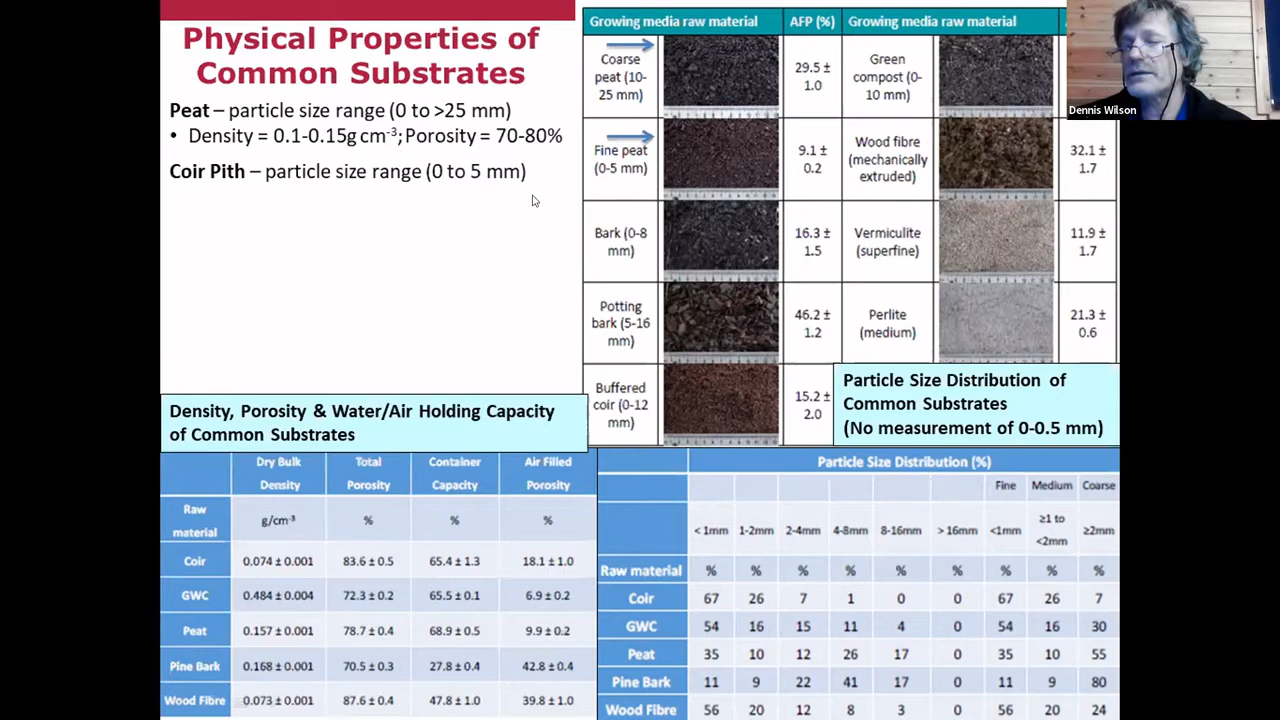 Physical Properties of
Common Substrates
Peat – particle size range (0 to >25 mm)
• Density = 0.1-0.15g cm-3; Porosity = 70-80%
Coir Pith – particle size range (0 to 5 mm)
Growing media raw material AFP (%) Growing media raw material
Coarse peat (10-25 mm) 29.5 ± 1.0 Green compost (0-10 mm)
Fine peat (0-5 mm) 9.1 ± 0.2 Wood fibre (mechanically extruded) 32.1 ± 1.7
Bark (0-8 mm) 16.3 ± 1.5 Vermiculite (superfine) 11.9 ± 1.7
Potting bark (5-16 mm) 46.2 ± 1.2 Perlite (medium) 21.3 ± 0.6
Buffered coir (0-12 mm) 15.2 ± 2.0
Dennis Wilson
Density, Porosity & Water/Air Holding Capacity
of Common Substrates
Dry Bulk Density Total Porosity Container Capacity Air Filled Porosity
Raw material g/cm-3 % % %
Coir 0.074 ± 0.001 83.6 ± 0.5 65.4 ± 1.3 18.1 ± 1.0
GWC 0.484 ± 0.004 72.3 ± 0.2 65.5 ± 0.1 6.9 ± 0.2
Peat 0.157 ± 0.001 78.7 ± 0.4 68.9 ± 0.5 9.9 ± 0.2
Pine Bark 0.168 ± 0.001 70.5 ± 0.3 27.8 ± 0.4 42.8 ± 0.4
Wood Fibre 0.073 ± 0.001 87.6 ± 0.4 47.8 ± 1.0 39.8 ± 1.0
Particle Size Distribution of
Common Substrates
(No measurement of 0-0.5 mm)
Particle Size Distribution (%)
Fine Medium Coarse
< 1mm 1-2mm 2-4mm 4-8mm 8-16mm > 16mm <1mm ≥1 to <2mm ≥2mm
Raw material % % % % % % % % %
Coir 67 26 7 1 0 0 67 26 7
GWC 54 16 15 11 4 0 54 16 30
Peat 35 10 12 26 17 0 35 10 55
Pine Bark 11 9 22 41 17 0 11 9 80
Wood Fibre 56 20 12 8 3 0 56 20 24